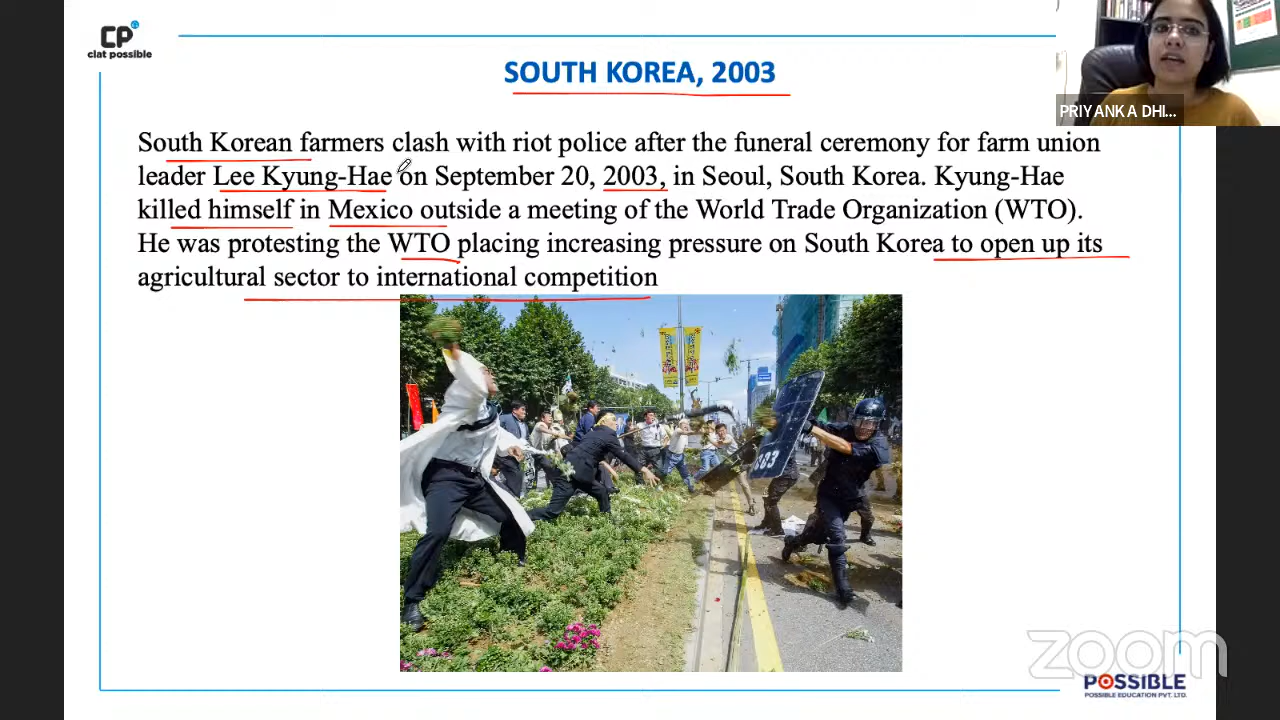 CP
clat possible
SOUTH KOREA, 2003
PRIYANKA DHI...
South Korean farmers clash with riot police after the funeral ceremony for farm union
leader Lee Kyung-Hae on September 20, 2003, in Seoul, South Korea. Kyung-Hae
killed himself in Mexico outside a meeting of the World Trade Organization (WTO).
He was protesting the WTO placing increasing pressure on South Korea to open up its
agricultural sector to international competition
zoom
POSSIBLE
POSSIBLE EDUCATION PVT. LTD.